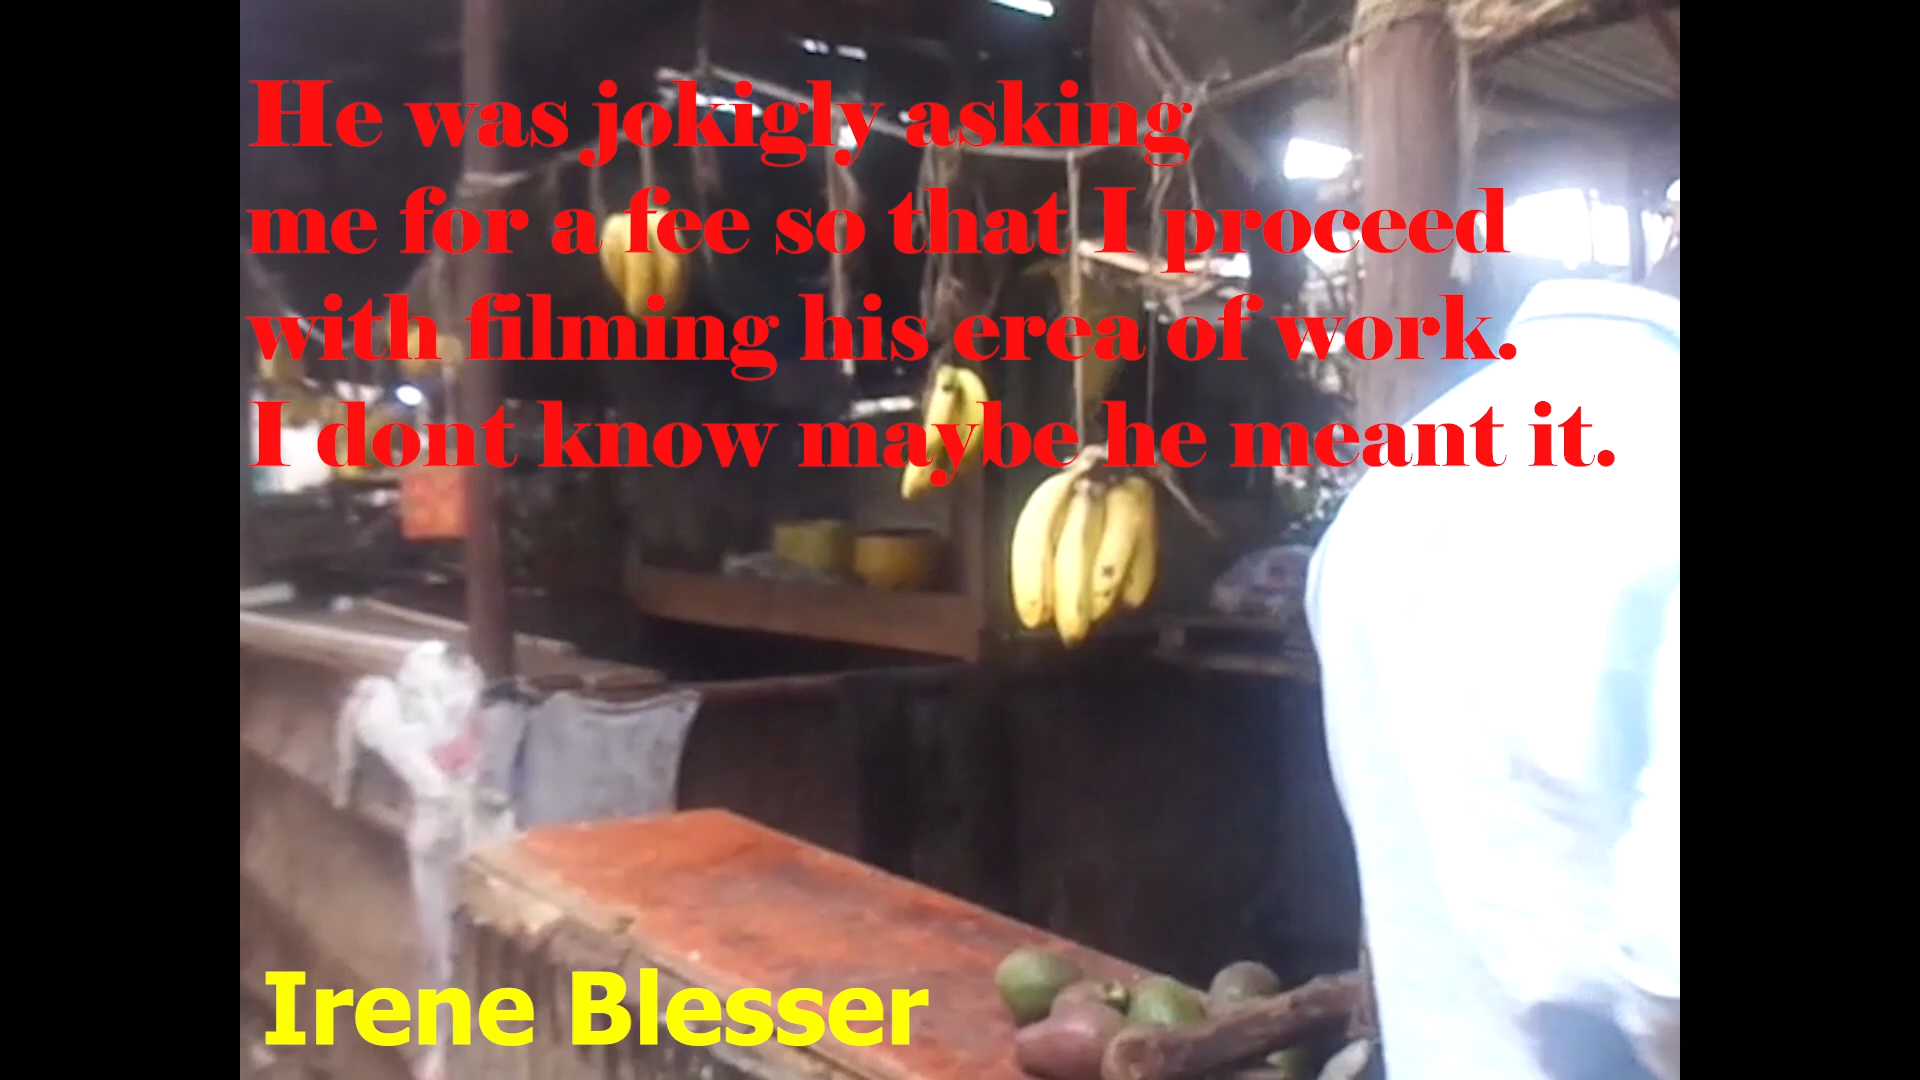 He was jokigly asking
me for a fee so that I proceed
with filming his erea of work.
I dont know maybe he meant it.
Irene Blesser